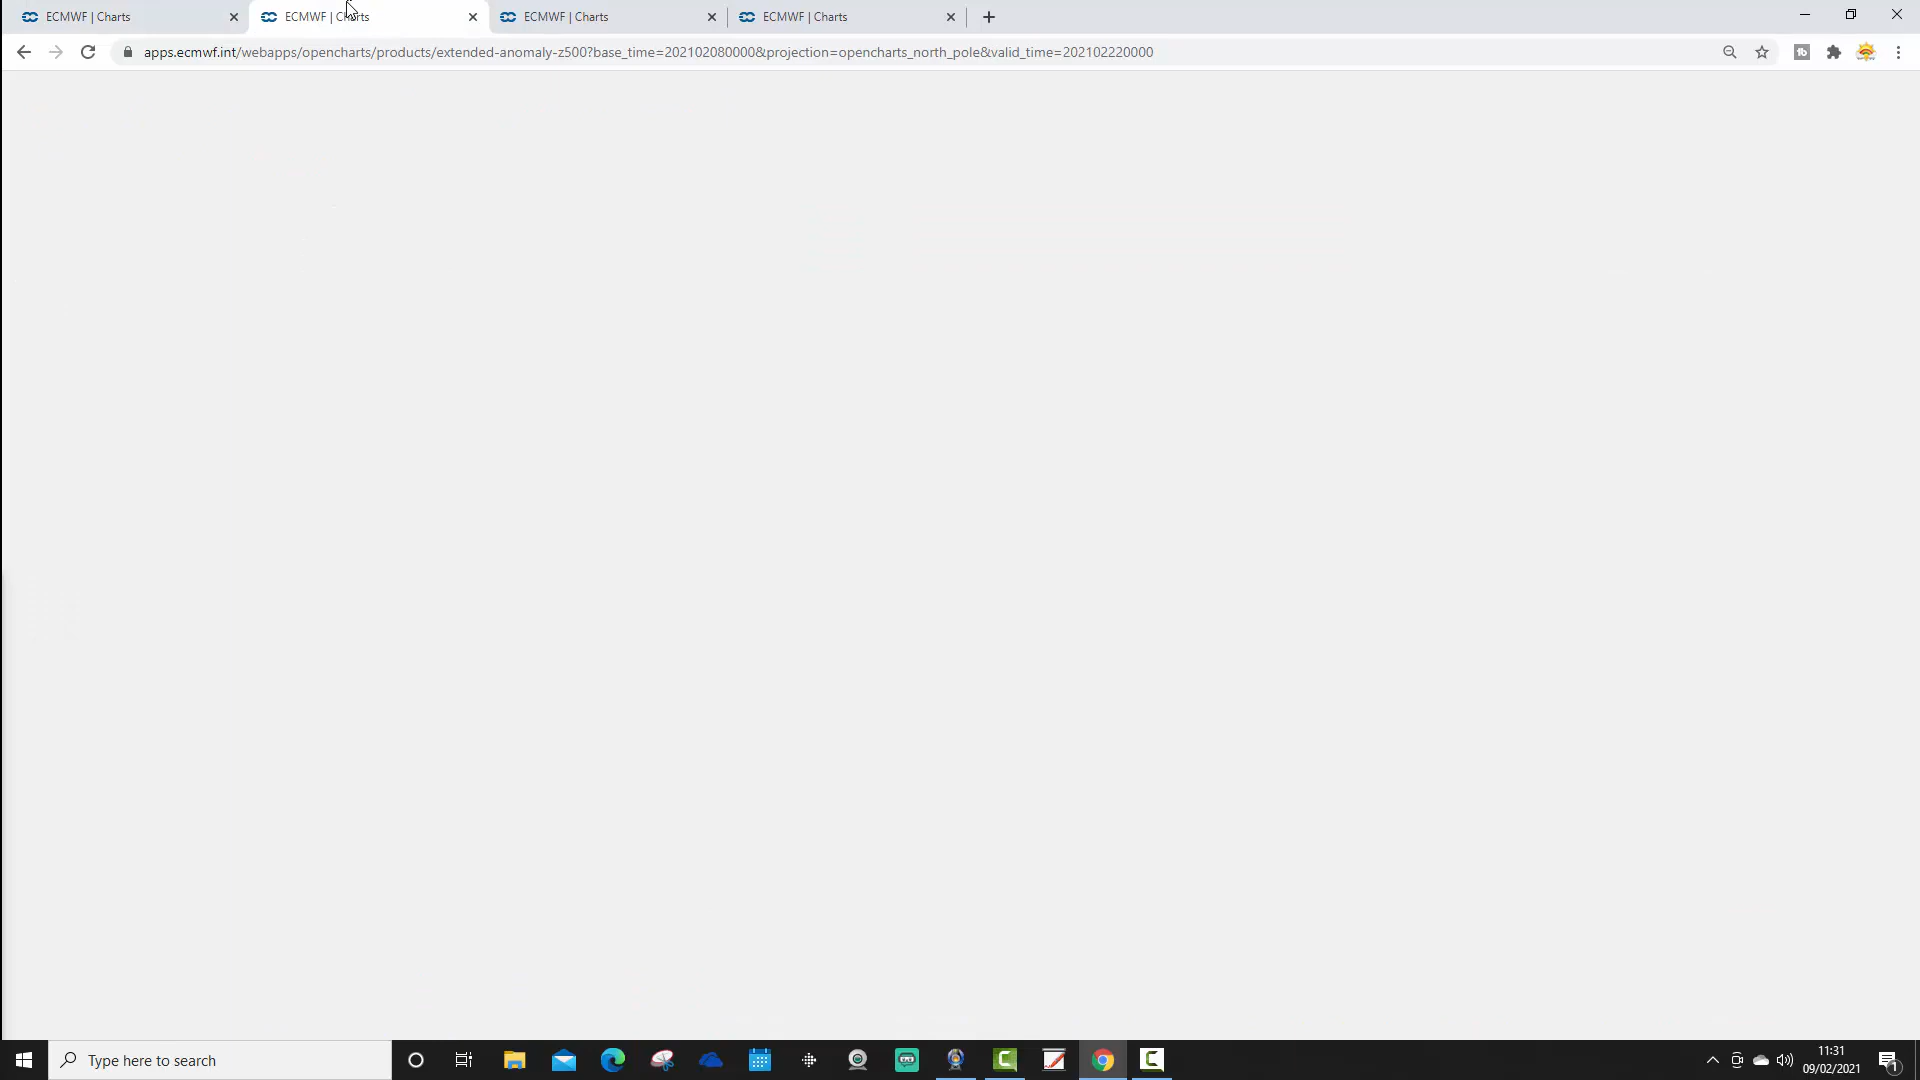 ECMWF | Charts
ECMWF | Charts
ECMWF | Charts
ECMWF | Charts
apps.ecmwf.int/webapps/opencharts/products/extended-anomaly-z500?base_time=202102080000&projection=opencharts_north_pole&valid_time=202102220000
Type here to search
11:31
09/02/2021
1